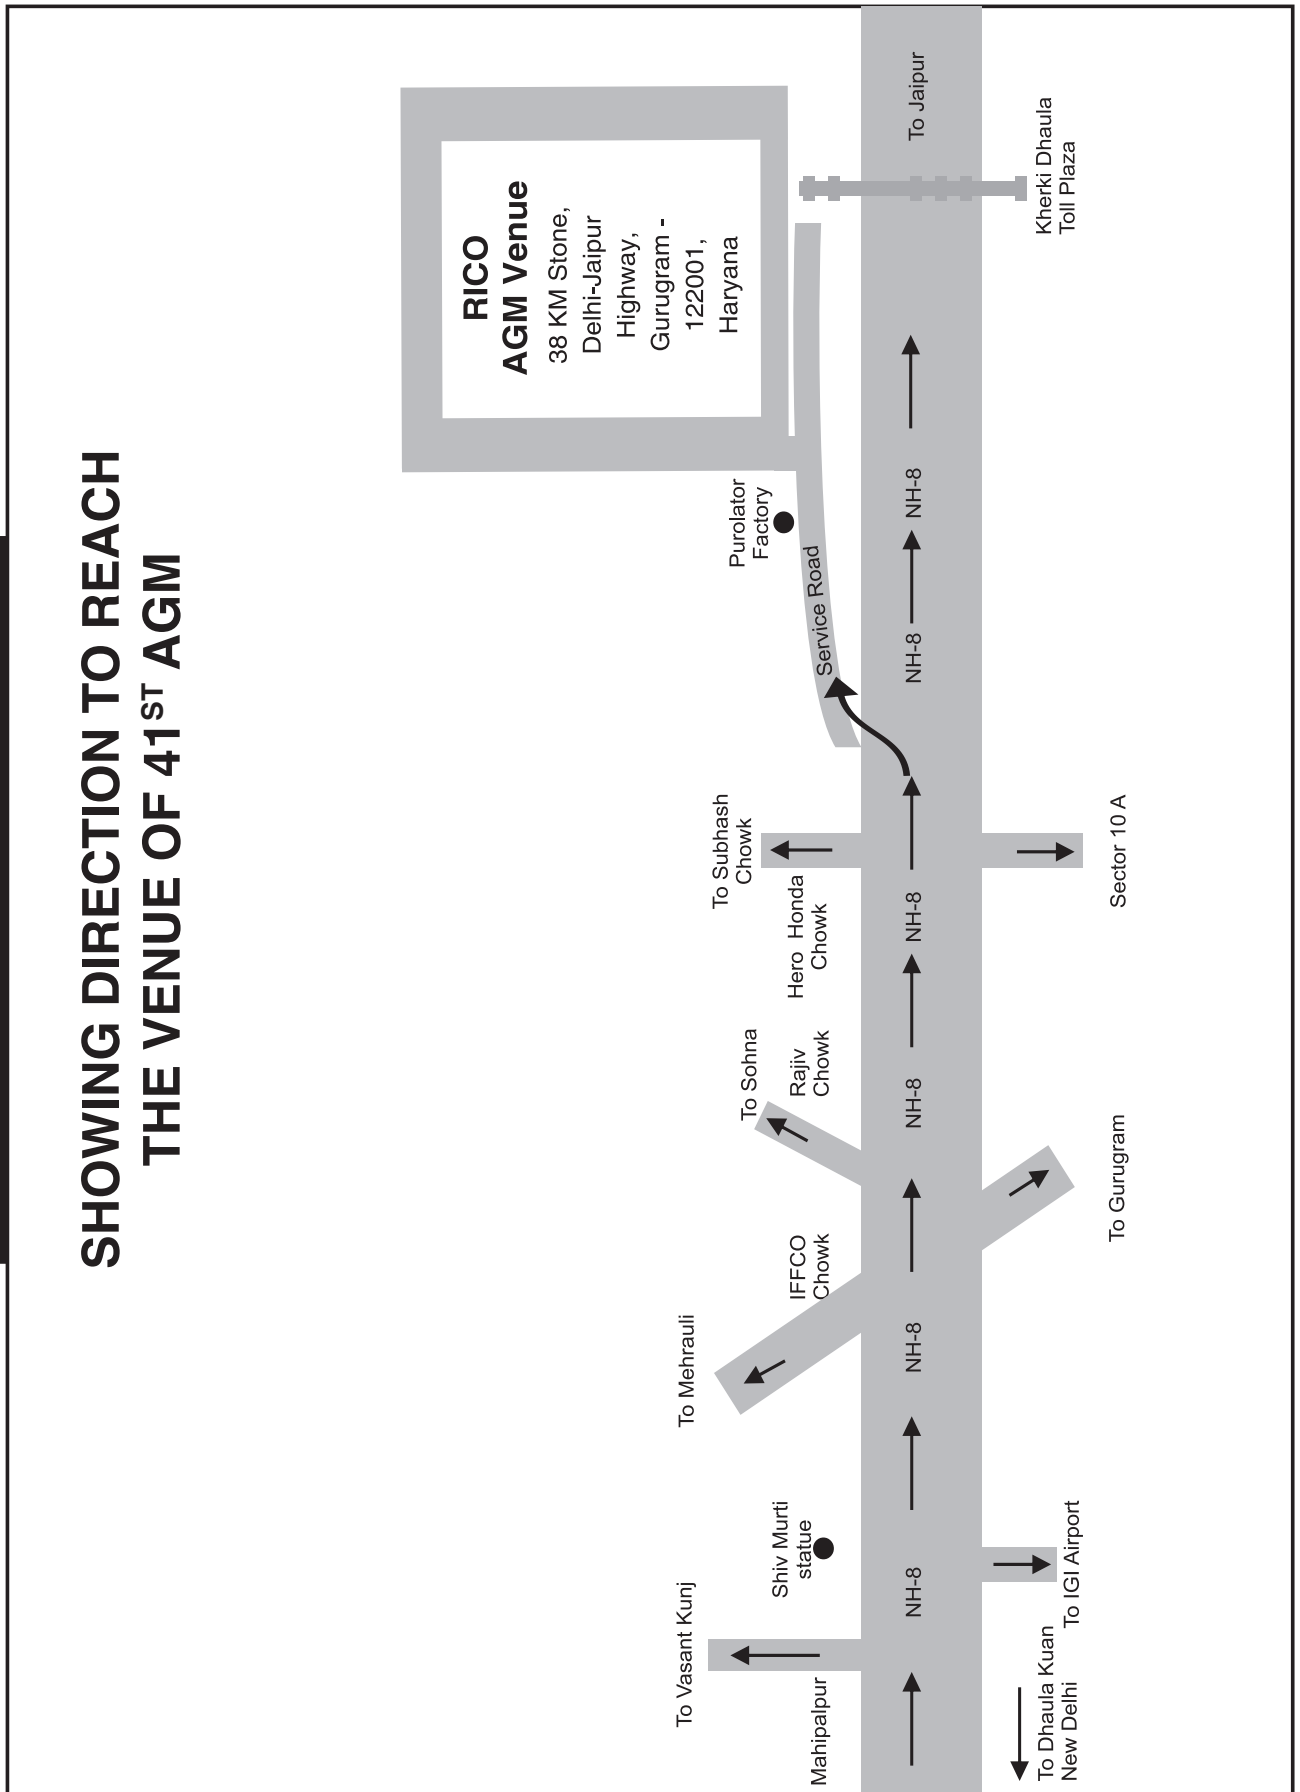 SHOWING DIRECTION TO REACH
THE VENUE OF 41ST AGM
RICO
AGM Venue
38 KM Stone,
Delhi-Jaipur
Highway,
Gurugram -
122001,
Haryana
To Vasant Kunj
Mahipalpur
Shiv Murti
statue
To Mehrauli
IFFCO
Chowk
To Sohna
Rajiv
Chowk
To Subhash
Chowk
Hero Honda
Chowk
Purolator
Factory
Service Road
NH-8
NH-8
NH-8
NH-8
NH-8
NH-8
To Jaipur
To Dhaula Kuan
New Delhi
To IGI Airport
To Gurugram
Sector 10 A
Kherki Dhaula
Toll Plaza